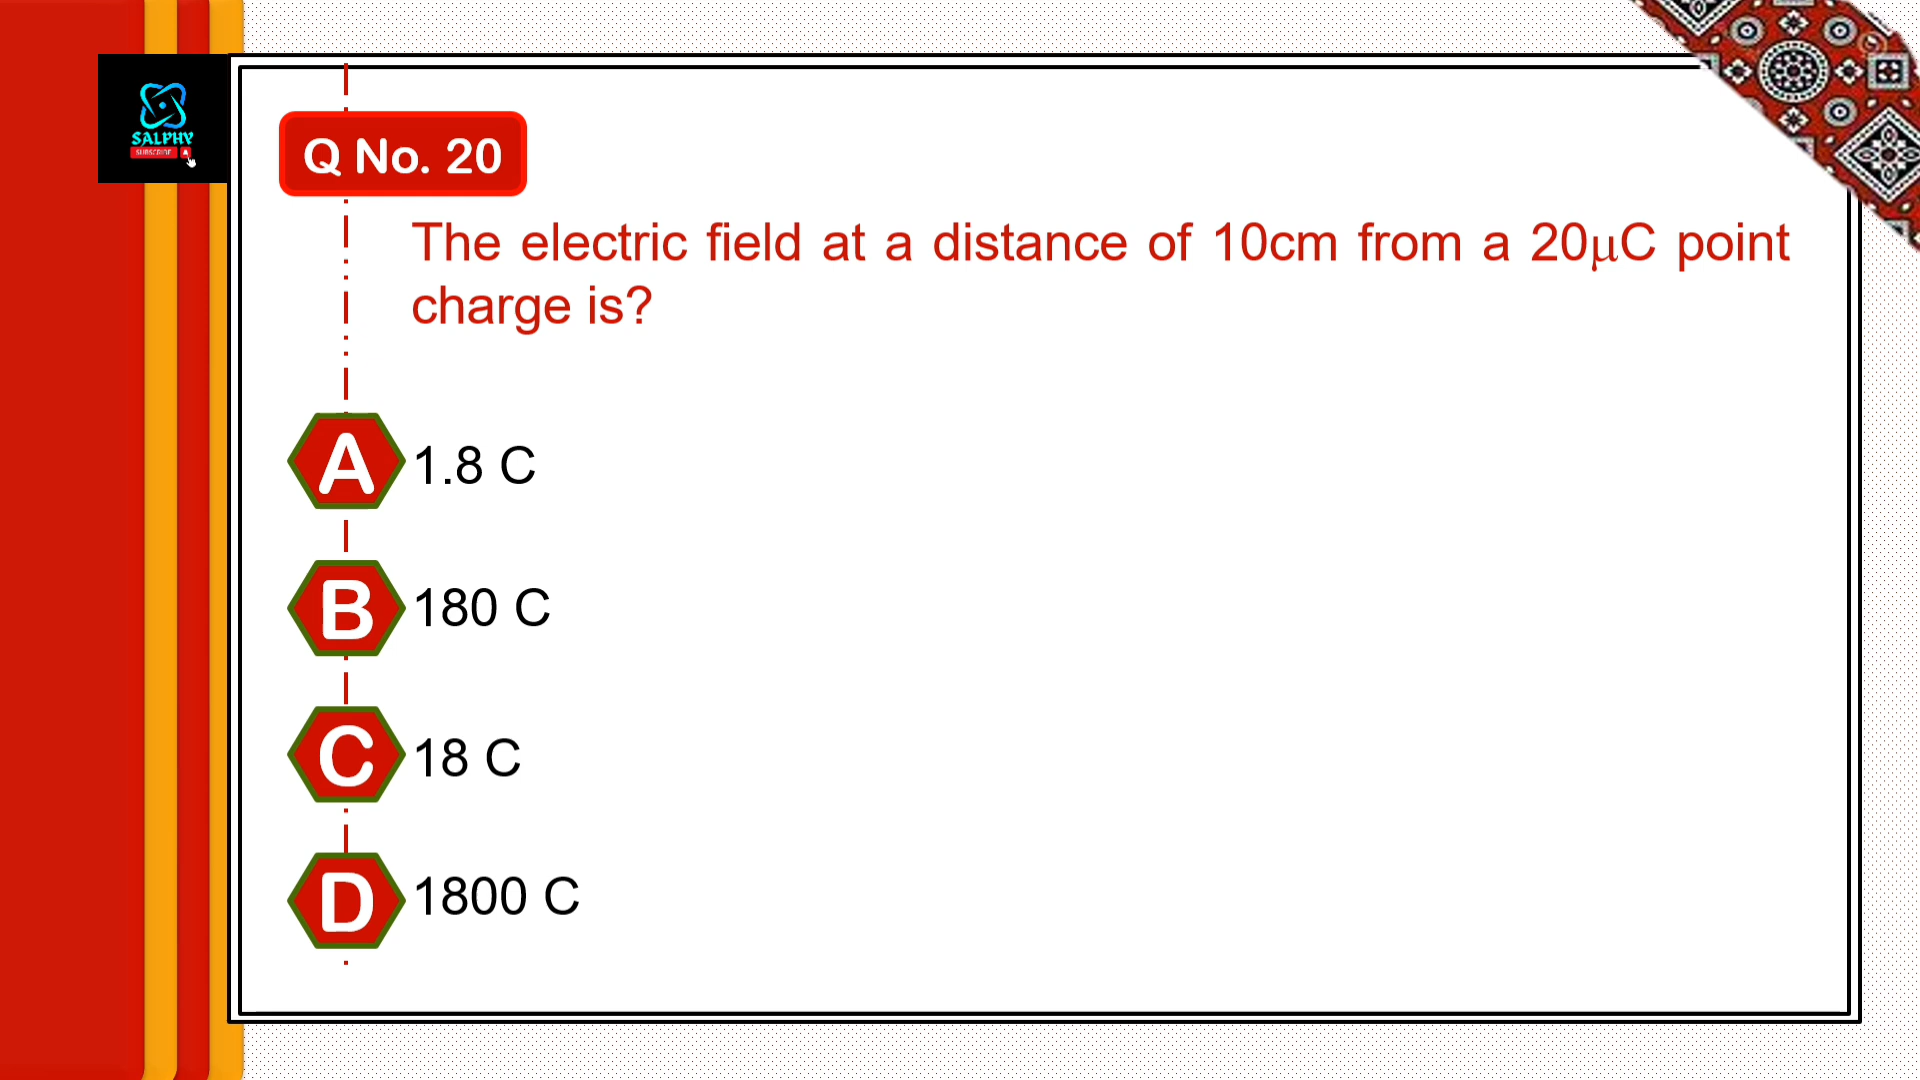 SALPHY
SUBSCRIBE
Q No. 20
The electric field at a distance of 10cm from a 20μC point
charge is?
A 1.8 C
B 180 C
C 18 C
D 1800 C